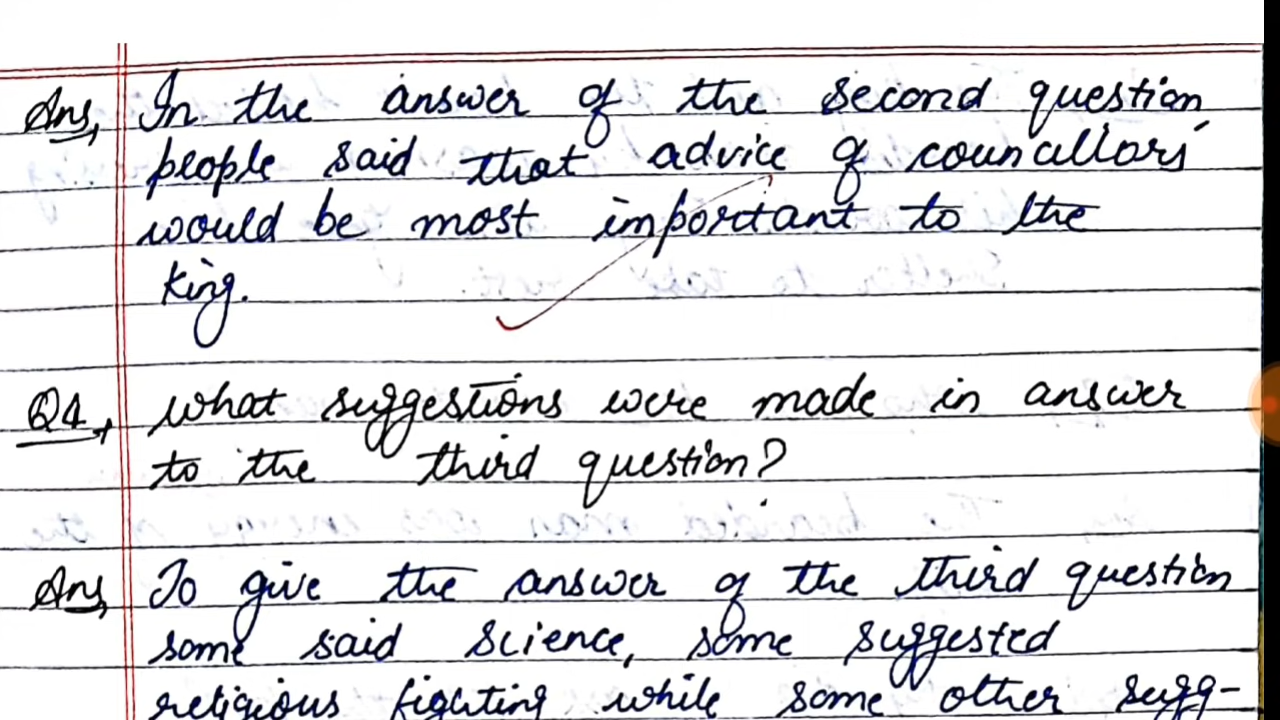 Ans, In the answer of the second question,
people said that advice of councallors
would be most important to the
king.
Q4, What suggestions were made in answer
to the third question?
Ans, To give the answer of the third question
some said science, some suggested
religious fighting while some other sugg-